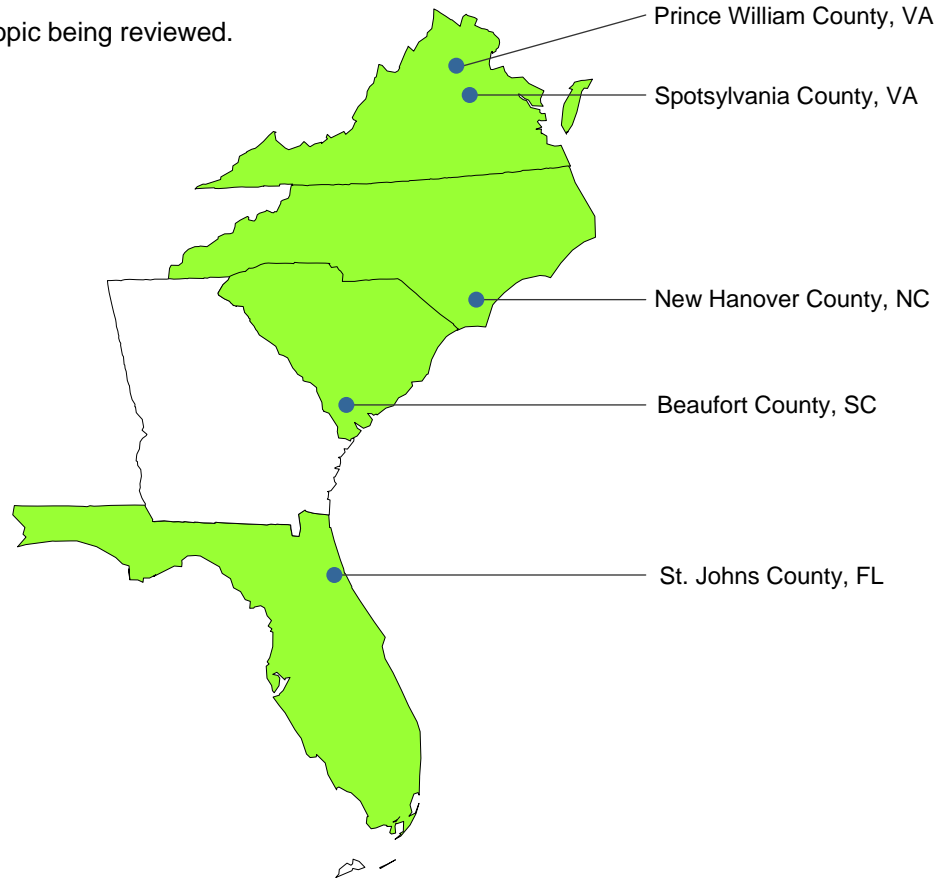 Prince William County, VA
opic being reviewed.
Spotsylvania County, VA
New Hanover County, NC
Beaufort County, SC
St. Johns County, FL